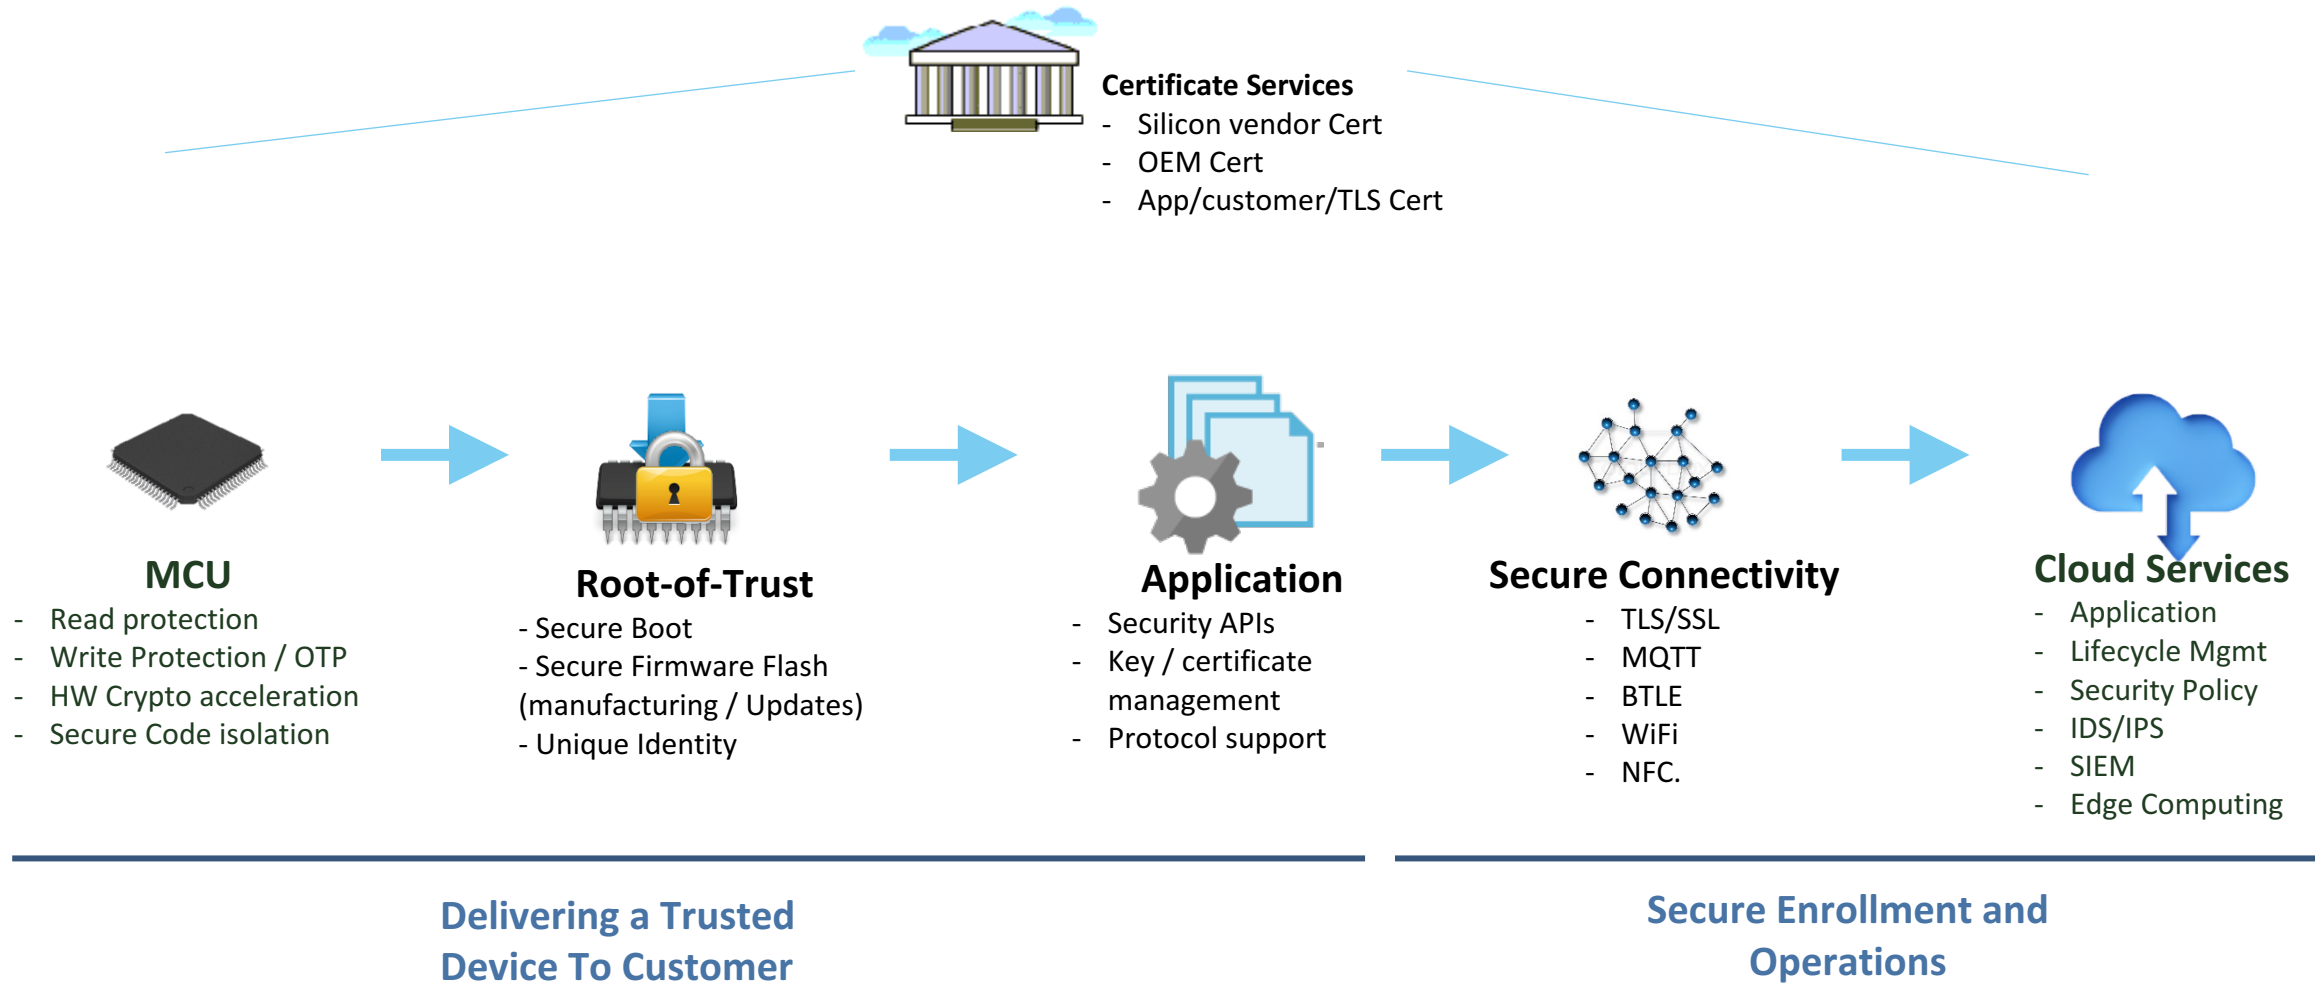 Certificate Services
- Silicon vendor Cert
- OEM Cert
- App/customer/TLS Cert
MCU
- Read protection
- Write Protection / OTP
- HW Crypto acceleration
- Secure Code isolation
Root-of-Trust
- Secure Boot
- Secure Firmware Flash
(manufacturing / Updates)
- Unique Identity
Application
- Security APIs
- Key / certificate
management
- Protocol support
Secure Connectivity
- TLS/SSL
- MQTT
- BTLE
- WiFi
- NFC.
Cloud Services
- Application
- Lifecycle Mgmt
- Security Policy
- IDS/IPS
- SIEM
- Edge Computing
Delivering a Trusted
Device To Customer
Secure Enrollment and
Operations